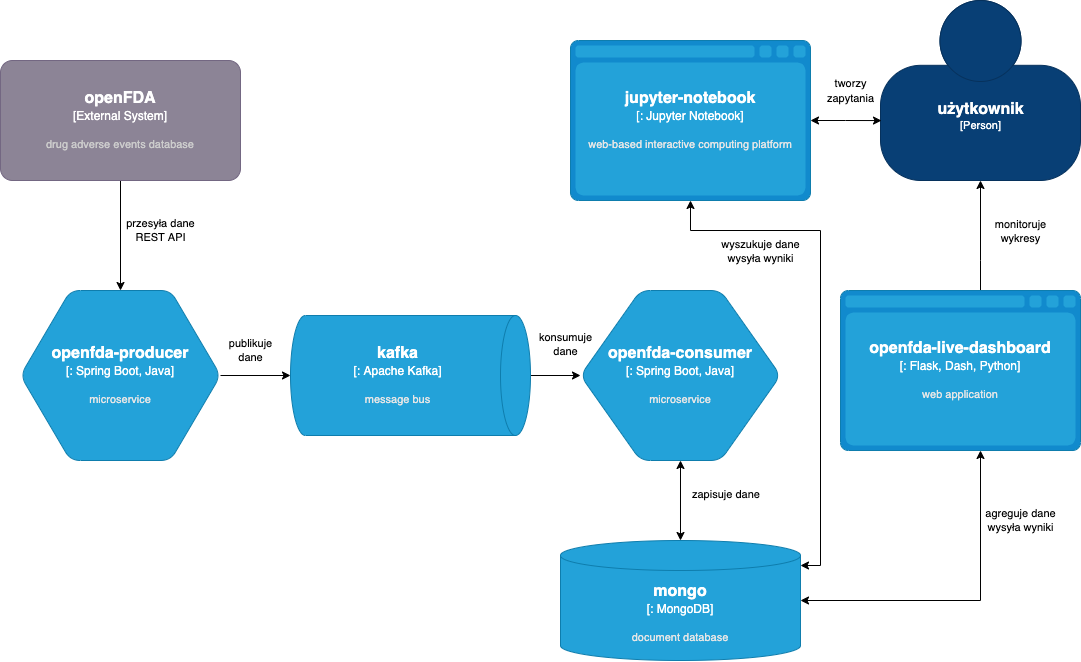 openFDA
[External System]
drug adverse events database
jupyter-notebook
[: Jupyter Notebook]
web-based interactive computing platform
tworzy
zapytania
użytkownik
[Person]
przesyła dane
REST API
wyszukuje dane
wysyła wyniki
monitoruje
wykresy
openfda-producer
[: Spring Boot, Java]
microservice
publikuje
dane
kafka
[: Apache Kafka]
message bus
konsumuje
dane
openfda-consumer
[: Spring Boot, Java]
microservice
openfda-live-dashboard
[: Flask, Dash, Python]
web application
zapisuje dane
agreguje dane
wysyła wyniki
mongo
[: MongoDB]
document database